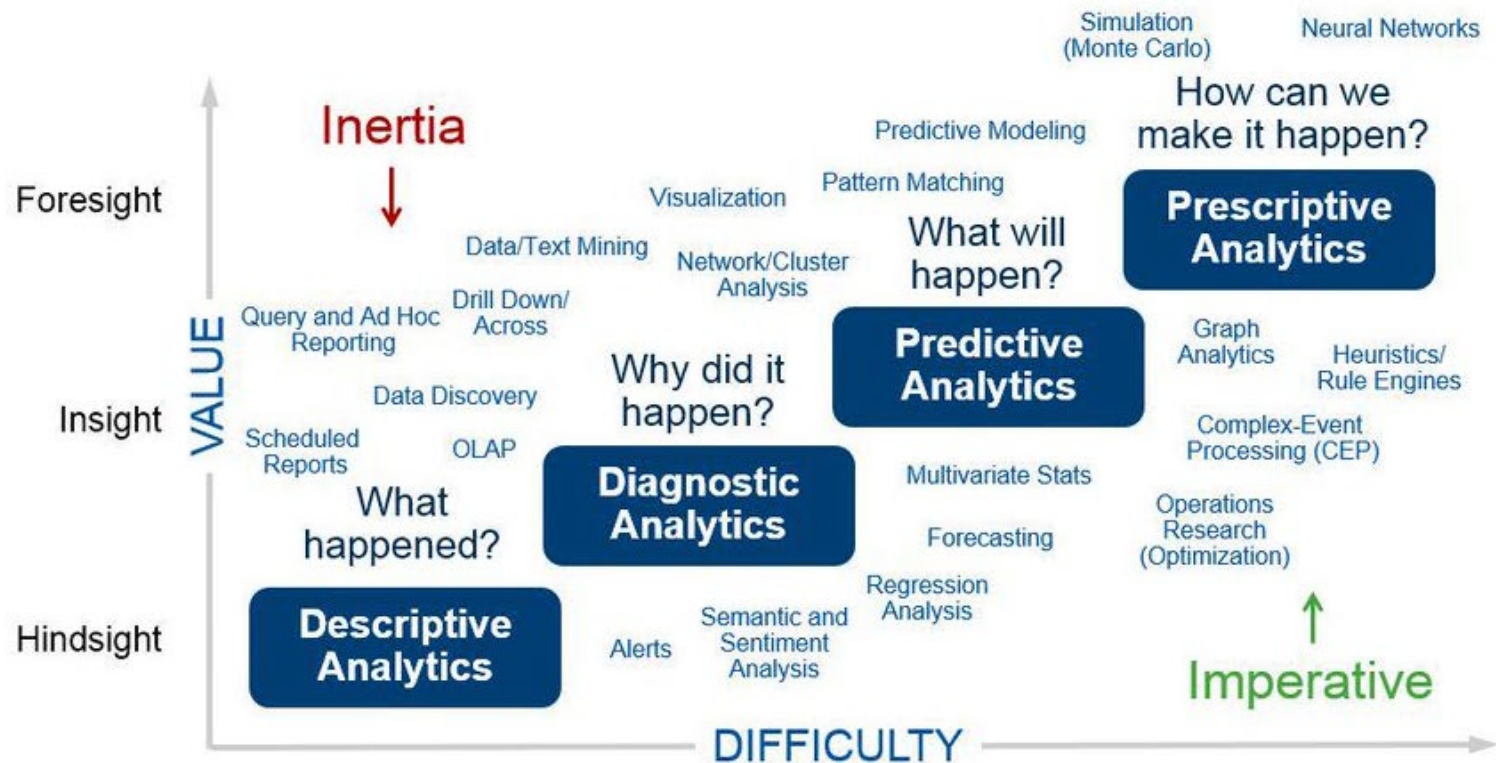 Simulation
(Monte Carlo)
Neural Networks
How can we
make it happen?
Inertia
Predictive Modeling
Foresight
Visualization
Pattern Matching
Prescriptive
Analytics
What will
happen?
Data/Text Mining
Network/Cluster
Analysis
Query and Ad Hoc
Reporting
Drill Down/
Across
Predictive
Analytics
Graph
Analytics
Heuristics/
Rule Engines
VALUE
Why did it
happen?
Data Discovery
Insight
Scheduled
Reports
OLAP
Complex-Event
Processing (CEP)
Diagnostic
Analytics
Multivariate Stats
What
happened?
Forecasting
Operations
Research
(Optimization)
Regression
Analysis
Hindsight
Descriptive
Analytics
Alerts
Semantic and
Sentiment
Analysis
Imperative
DIFFICULTY